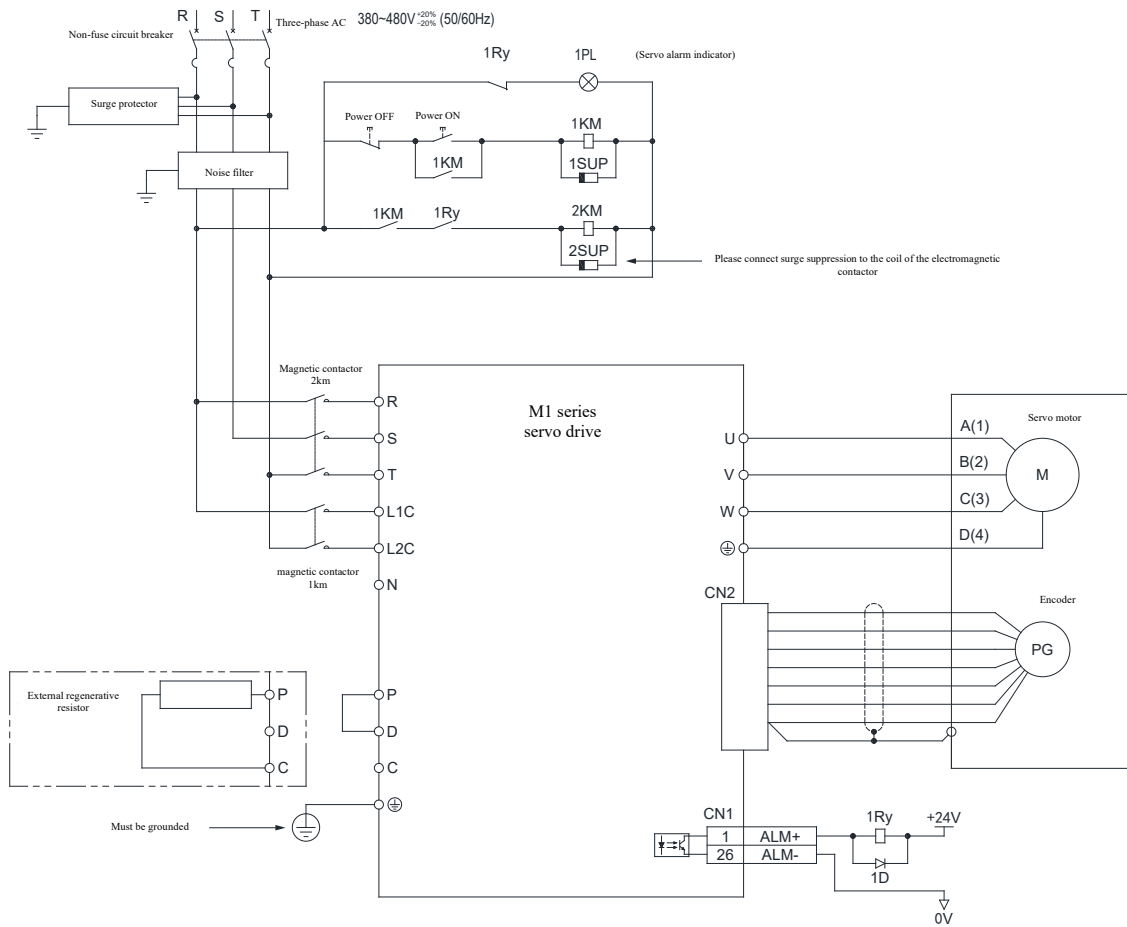 R S T Three-phase AC 380~480V +20% -20% (50/60Hz)
Non-fuse circuit breaker
1Ry 1PL (Servo alarm indicator)
Surge protector
Power OFF Power ON 1KM
1KM 1SUP
Noise filter
1KM 1Ry 2KM
2SUP
Please connect surge suppression to the coil of the electromagnetic
contactor
Magnetic contactor
2km
R
S
T
L1C
L2C
magnetic contactor
1km
N
M1 series
servo drive
U
V
W
A(1)
B(2)
C(3)
D(4)
Servo motor
M
CN2
Encoder
PG
External regenerative
resistor
P
D
C
P
D
C
Must be grounded
CN1
1 ALM+
26 ALM-
1Ry
+24V
1D
0V